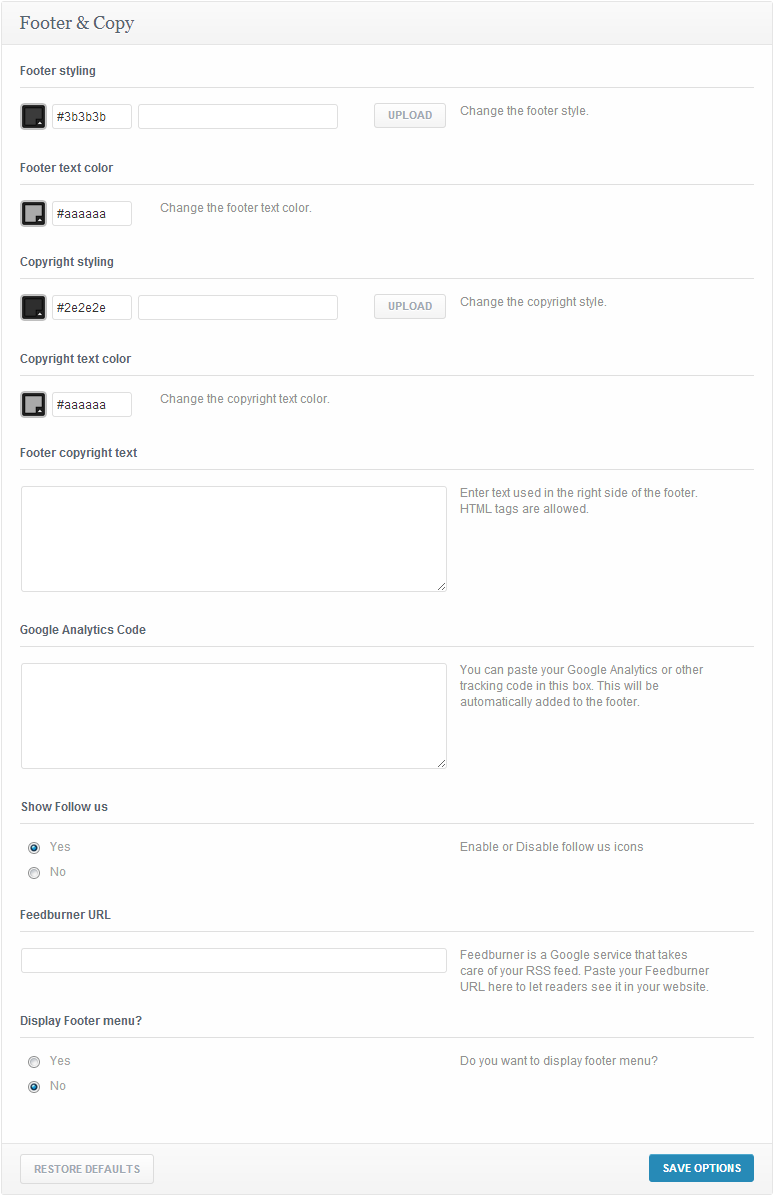 Footer & Copy
Footer styling
#3b3b3b
UPLOAD
Change the footer style.
Footer text color
#aaaaaa
Change the footer text color.
Copyright styling
#2e2e2e
UPLOAD
Change the copyright style.
Copyright text color
#aaaaaa
Change the copyright text color.
Footer copyright text
Enter text used in the right side of the footer.
HTML tags are allowed.
Google Analytics Code
You can paste your Google Analytics or other
tracking code in this box. This will be
automatically added to the footer.
Show Follow us
Yes
Enable or Disable follow us icons
No
Feedburner URL
Feedburner is a Google service that takes
care of your RSS feed. Paste your Feedburner
URL here to let readers see it in your website.
Display Footer menu?
Yes
Do you want to display footer menu?
No
RESTORE DEFAULTS
SAVE OPTIONS